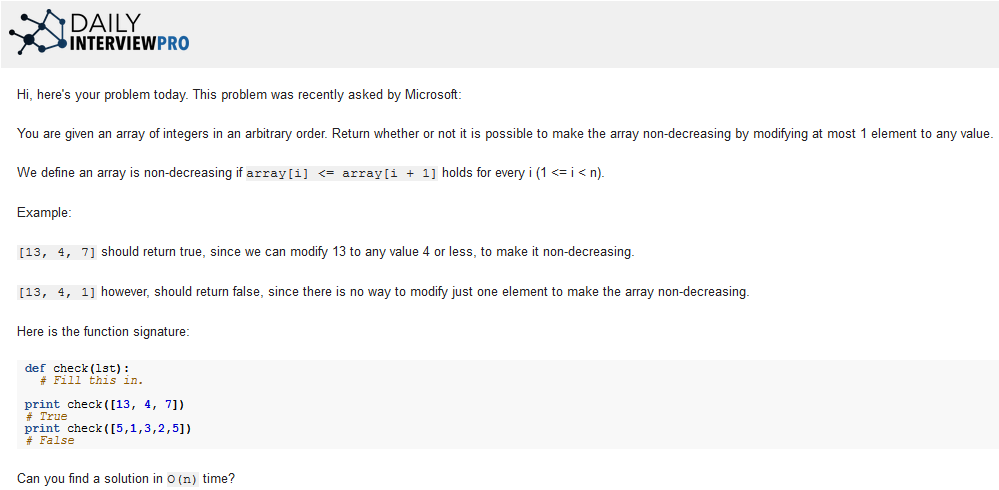 DAILY
INTERVIEWPRO
Hi, here's your problem today. This problem was recently asked by Microsoft:
You are given an array of integers in an arbitrary order. Return whether or not it is possible to make the array non-decreasing by modifying at most 1 element to any value.
We define an array is non-decreasing if array[i] <= array[i + 1] holds for every i (1 <= i < n).
Example:
[13, 4, 7] should return true, since we can modify 13 to any value 4 or less, to make it non-decreasing.
[13, 4, 1] however, should return false, since there is no way to modify just one element to make the array non-decreasing.
Here is the function signature:
def check(lst):
  # Fill this in.
print check([13, 4, 7])
# True
print check([5,1,3,2,5])
# False
Can you find a solution in O(n) time?